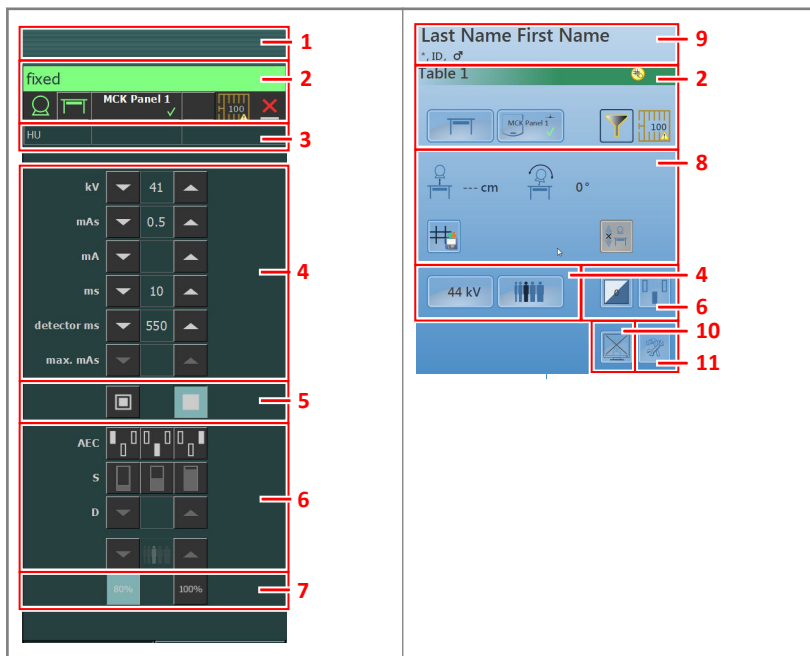 1
fixed
2
MCK Panel 1
100
HU
3
kV 41
mAs 0.5
mA
4
ms 10
detector ms 550
max. mAs
5
AEC
S
6
D
80% 100%
7
Last Name First Name
9
*, ID, ♂
Table 1
2
MCK Panel 1
100
8
--- cm 0°
4
44 kV
0
6
10
11